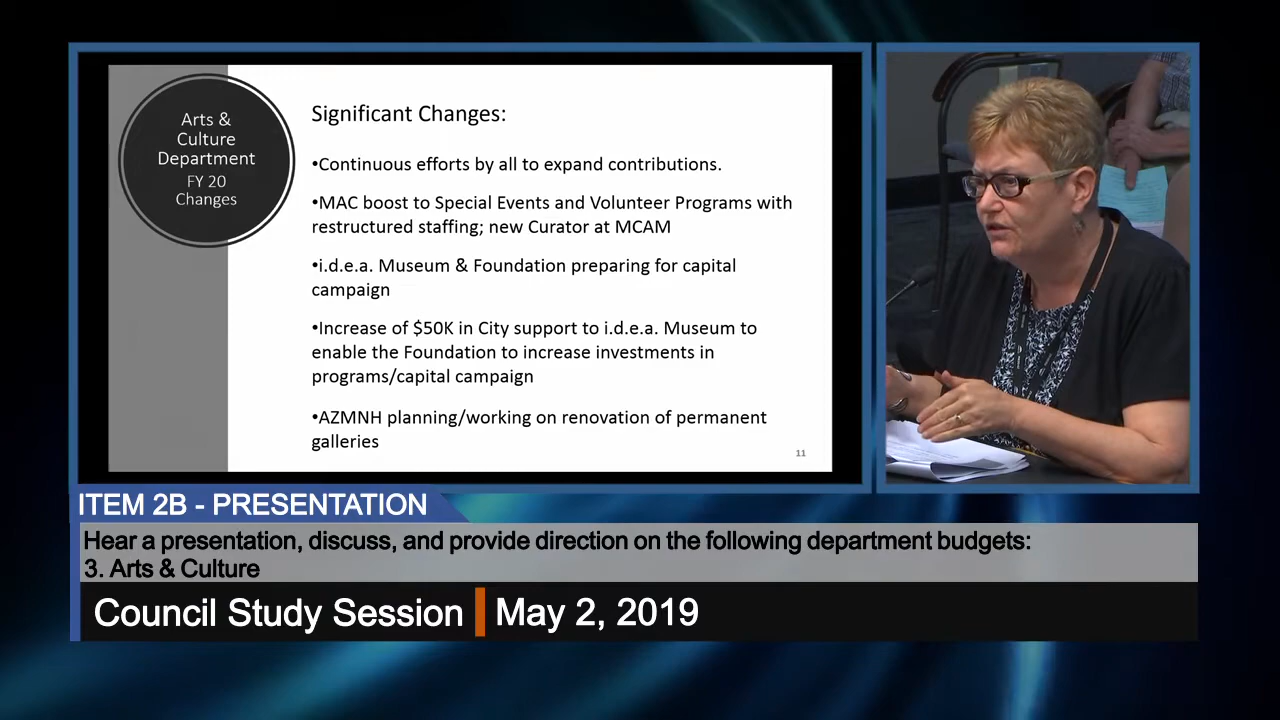 Arts &
Culture
Department
FY 20
Changes
Significant Changes:
•Continuous efforts by all to expand contributions.
•MAC boost to Special Events and Volunteer Programs with
restructured staffing; new Curator at MCAM
•i.d.e.a. Museum & Foundation preparing for capital
campaign
•Increase of $50K in City support to i.d.e.a. Museum to
enable the Foundation to increase investments in
programs/capital campaign
•AZMNH planning/working on renovation of permanent
galleries
11
ITEM 2B - PRESENTATION
Hear a presentation, discuss, and provide direction on the following department budgets:
3. Arts & Culture
Council Study Session May 2, 2019